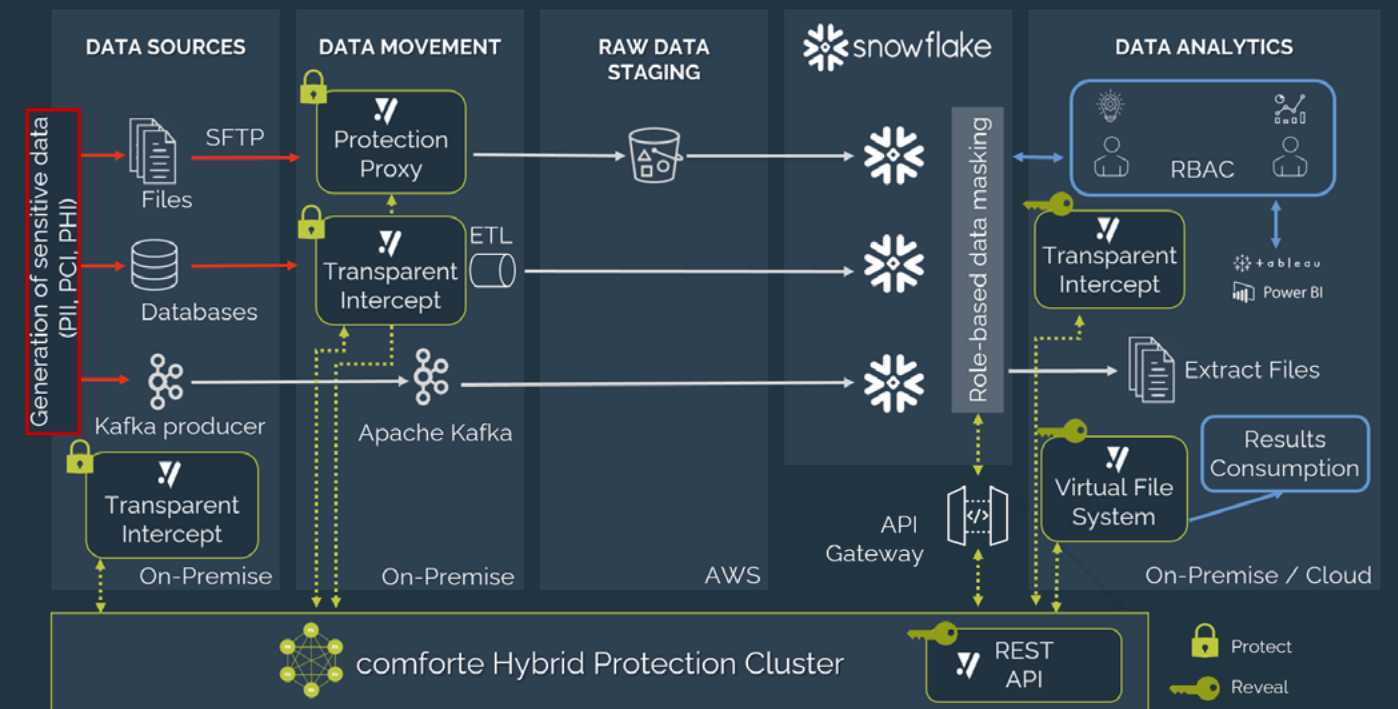 DATA SOURCES
DATA MOVEMENT
RAW DATA
STAGING
snowflake
DATA ANALYTICS
Generation of sensitive data
(PII, PCI, PHI)
Files
SFTP
Protection
Proxy
Role-based data masking
RBAC
Databases
Transparent
Intercept
ETL
Transparent
Intercept
+ a b l e a u
Power BI
Kafka producer
Apache Kafka
Extract Files
Transparent
Intercept
API
Gateway
</>
Virtual File
System
Results
Consumption
On-Premise
On-Premise
AWS
On-Premise / Cloud
comforte Hybrid Protection Cluster
REST
API
Protect
Reveal